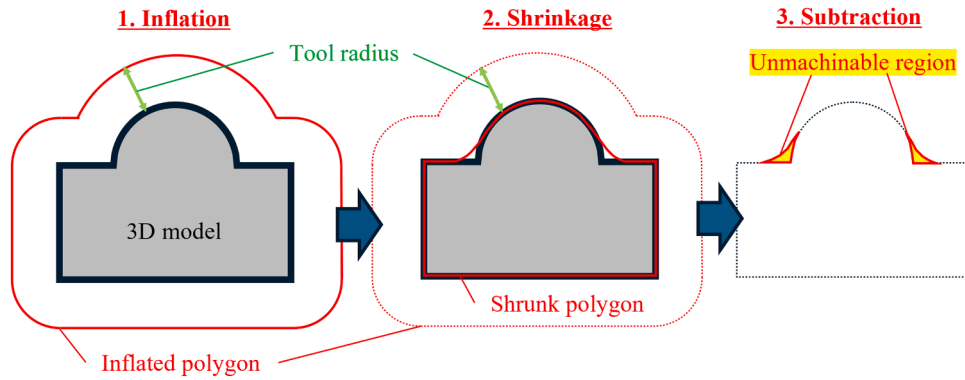 1. Inflation
2. Shrinkage
3. Subtraction
Tool radius
Unmachinable region
3D model
Shrunk polygon
Inflated polygon